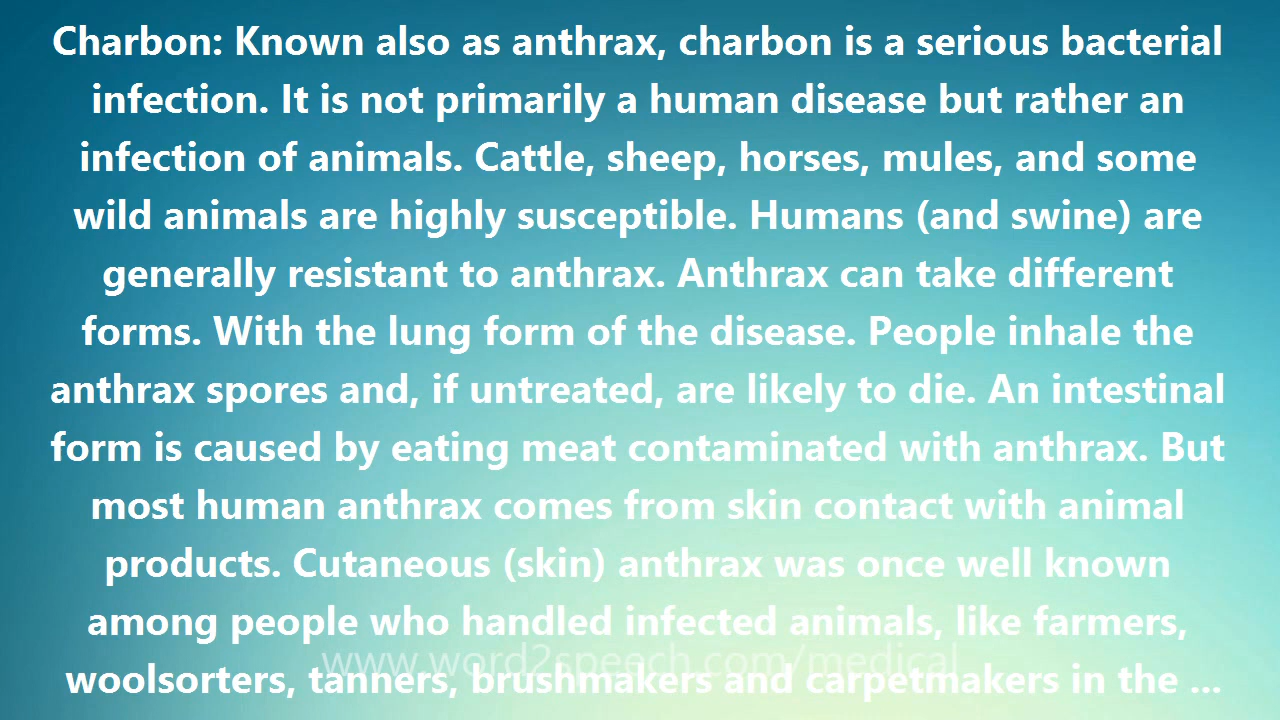 Charbon: Known also as anthrax, charbon is a serious bacterial
infection. It is not primarily a human disease but rather an
infection of animals. Cattle, sheep, horses, mules, and some
wild animals are highly susceptible. Humans (and swine) are
generally resistant to anthrax. Anthrax can take different
forms. With the lung form of the disease. People inhale the
anthrax spores and, if untreated, are likely to die. An intestinal
form is caused by eating meat contaminated with anthrax. But
most human anthrax comes from skin contact with animal
products. Cutaneous (skin) anthrax was once well known
among people who handled infected animals, like farmers,
www.word2speech.com/medical
woolsorters, tanners, brushmakers and carpetmakers in the ...